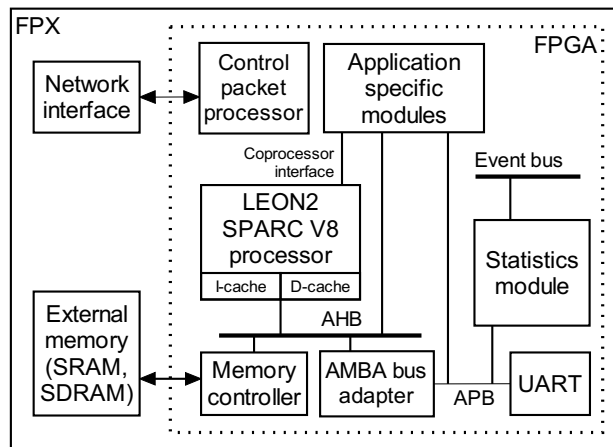 FPX
FPGA
Network
interface
Control
packet
processor
Application
specific
modules
Coprocessor
interface
Event bus
LEON2
SPARC V8
processor
I-cache
D-cache
Statistics
module
External
memory
(SRAM,
SDRAM)
AHB
Memory
controller
AMBA bus
adapter
APB
UART